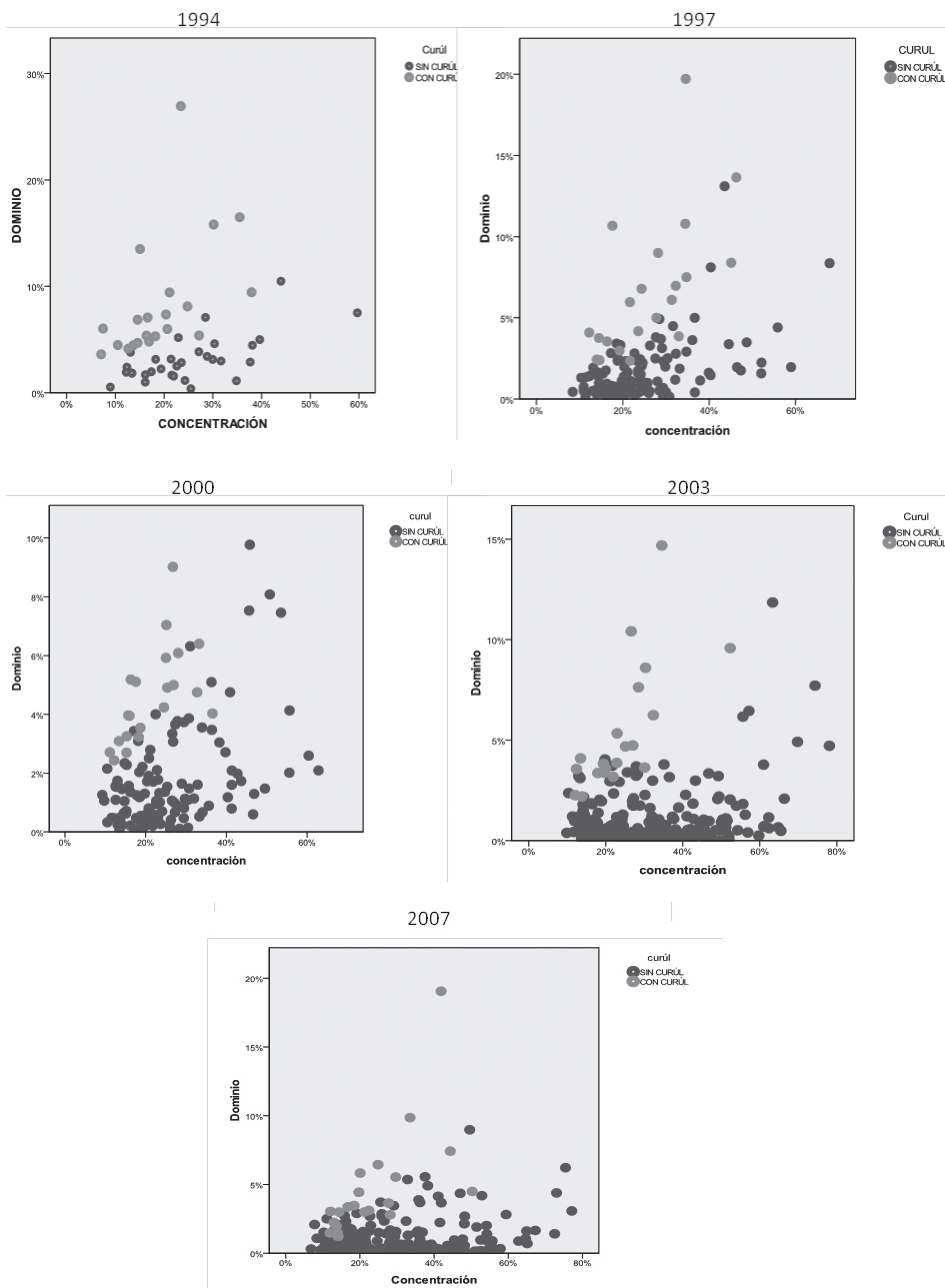 1994
Curúl
SIN CURÚL
CON CURÚL
30%
20%
10%
0%
DOMINIO
0% 10% 20% 30% 40% 50% 60%
CONCENTRACIÓN
1997
CURUL
SIN CURÚL
CON CURÚL
20%
15%
10%
5%
0%
Dominio
0% 20% 40% 60%
concentración
2000
curul
SIN CURÚL
CON CURÚL
10%
8%
6%
4%
2%
0%
Dominio
0% 20% 40% 60%
concentración
2003
Curul
SIN CURÚL
CON CURÚL
15%
10%
5%
0%
Dominio
0% 20% 40% 60% 80%
concentración
2007
curúl
SIN CURÚL
CON CURÚL
20%
15%
10%
5%
0%
Dominio
0% 20% 40% 60% 80%
Concentración